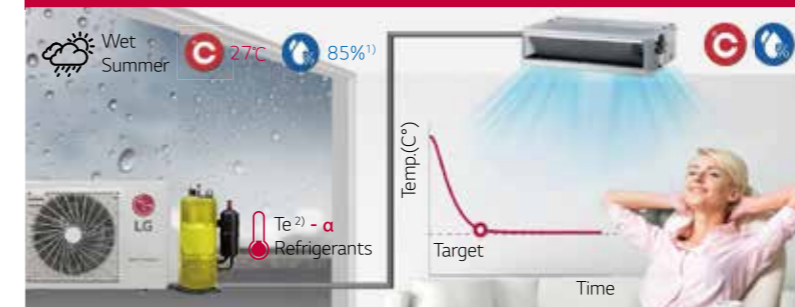 Wet
Summer
27℃
85%1)
LG
Te 2) - α
Refrigerants
Temp.(C°)
Target
Time